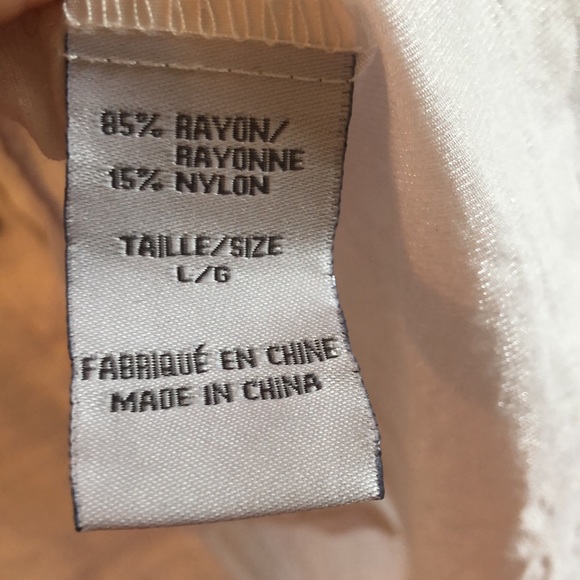 85% RAYON/
RAYONNE
15% NYLON
TAILLE/SIZE
L/G
FABRIQUÉ EN CHINE
MADE IN CHINA